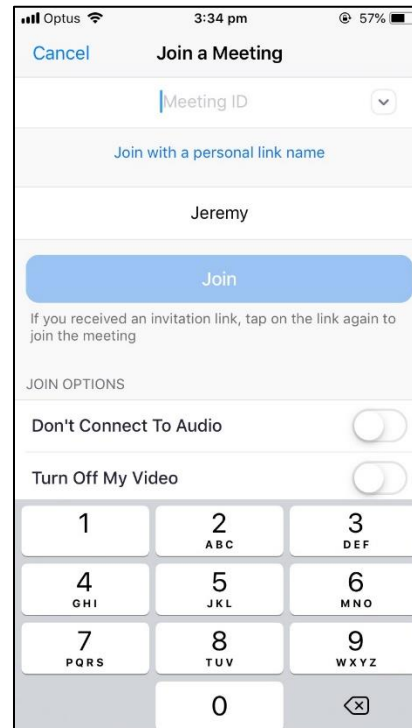 Optus 3:34 pm 57%
Cancel Join a Meeting
Meeting ID
Join with a personal link name
Jeremy
Join
If you received an invitation link, tap on the link again to
join the meeting
JOIN OPTIONS
Don't Connect To Audio
Turn Off My Video
1 2 3
ABC DEF
4 5 6
GHI JKL MNO
7 8 9
PQRS TUV WXYZ
0